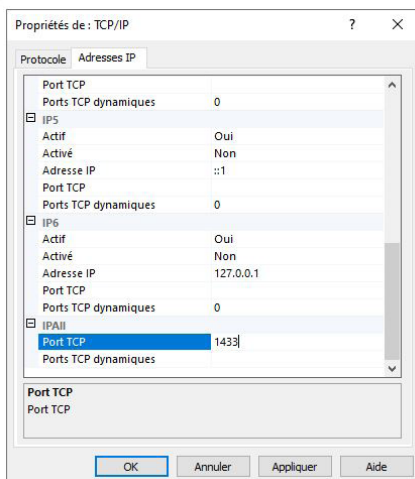 Propriétés de : TCP/IP ? ×
Protocole Adresses IP
Port TCP
Ports TCP dynamiques 0
IP5
Actif Oui
Activé Non
Adresse IP ::1
Port TCP
Ports TCP dynamiques 0
IP6
Actif Oui
Activé Non
Adresse IP 127.0.0.1
Port TCP
Ports TCP dynamiques 0
IPAll
Port TCP 1433
Ports TCP dynamiques
Port TCP
Port TCP
OK Annuler Appliquer Aide